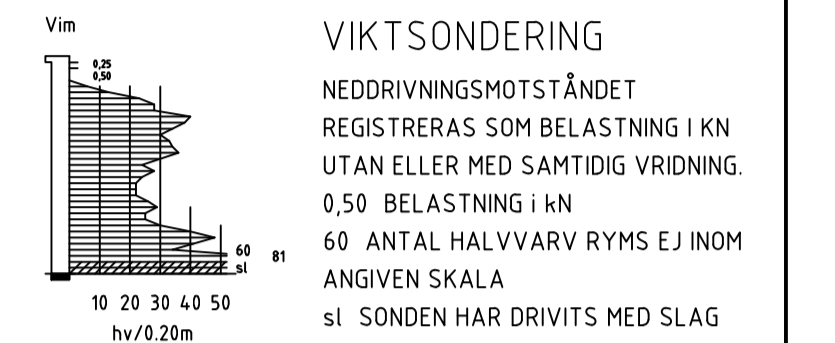 Vim
0,25
0,50
60
81
sl
10 20 30 40 50
hv/0.20m
VIKTSONDERING
NEDDRIVNINGSMOTSTÅNDET
REGISTRERAS SOM BELASTNING I KN
UTAN ELLER MED SAMTIDIG VRIDNING.
0,50 BELASTNING i kN
60 ANTAL HALVVARV RYMS EJ INOM
ANGIVEN SKALA
sl SONDEN HAR DRIVITS MED SLAG